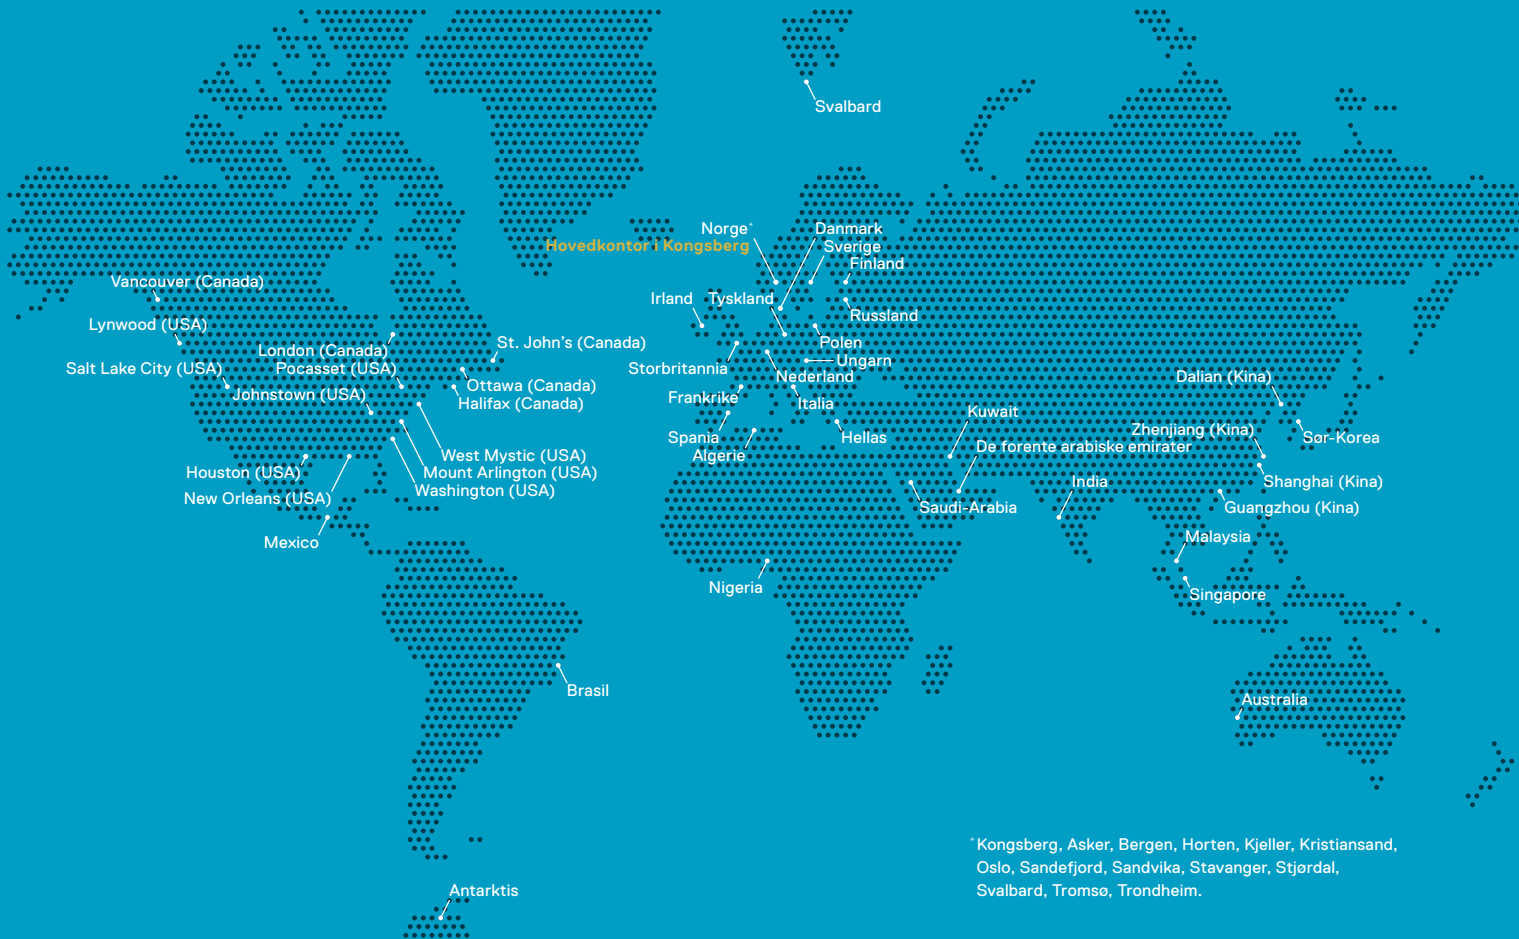 Svalbard
Norge*
Hovedkontor i Kongsberg
Danmark
Sverige
Finland
Vancouver (Canada)
Irland
Tyskland
Russland
Lynwood (USA)
London (Canada)
St. John's (Canada)
Polen
Ungarn
Salt Lake City (USA)
Pocasset (USA)
Storbritannia
Nederland
Dalian (Kina)
Ottawa (Canada)
Johnstown (USA)
Halifax (Canada)
Frankrike
Italia
Kuwait
Zhenjiang (Kina)
Spania
Hellas
Sør-Korea
De forente arabiske emirater
West Mystic (USA)
Algerie
Houston (USA)
Mount Arlington (USA)
India
Shanghai (Kina)
Washington (USA)
New Orleans (USA)
Saudi-Arabia
Guangzhou (Kina)
Mexico
Malaysia
Nigeria
Singapore
Brasil
Australia
*Kongsberg, Asker, Bergen, Horten, Kjeller, Kristiansand,
Oslo, Sandefjord, Sandvika, Stavanger, Stjørdal,
Svalbard, Tromsø, Trondheim.
Antarktis